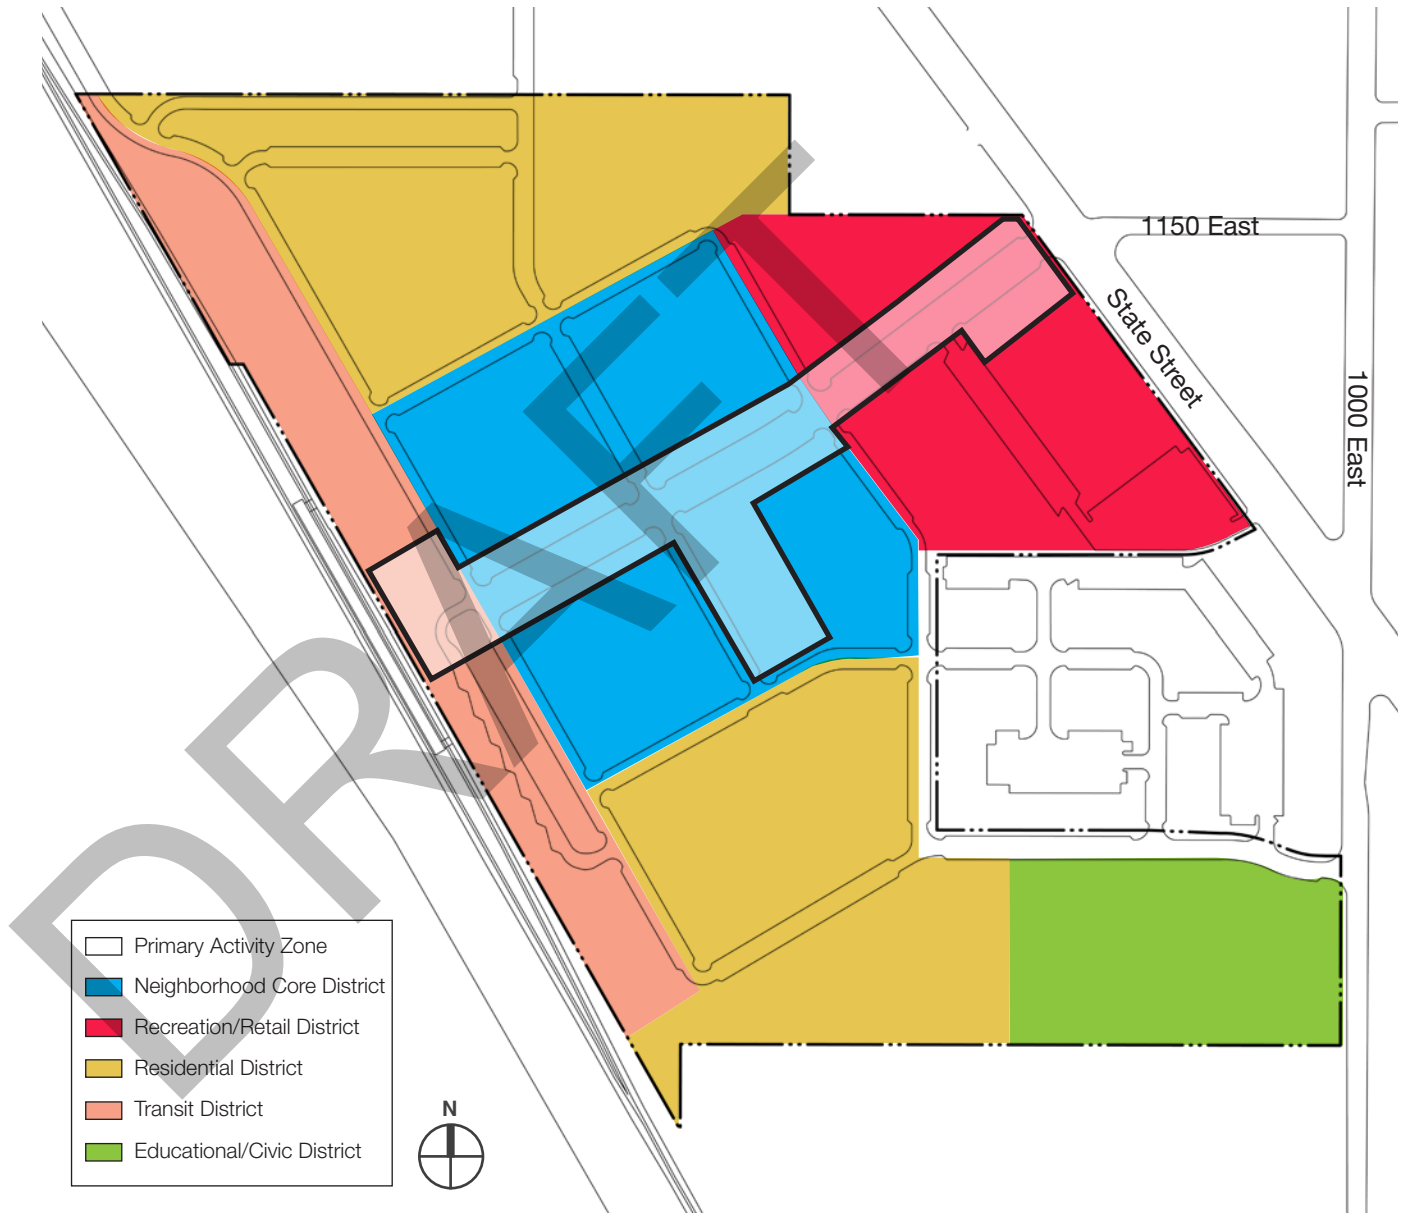 1150 East
State Street
1000 East
DRAFT
Primary Activity Zone
Neighborhood Core District
Recreation/Retail District
Residential District
Transit District
Educational/Civic District
N